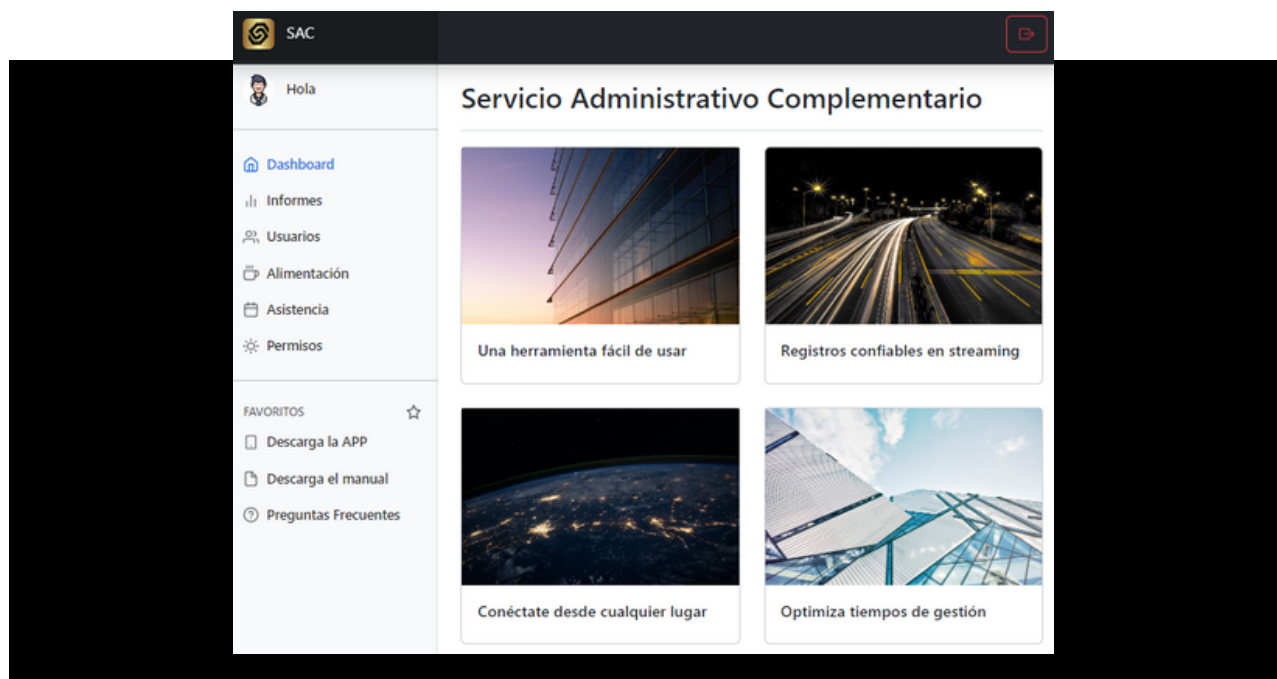 SAC
Hola
Servicio Administrativo Complementario
Dashboard
Informes
Usuarios
Alimentación
Asistencia
Permisos
FAVORITOS
Descarga la APP
Descarga el manual
Preguntas Frecuentes
Una herramienta fácil de usar
Registros confiables en streaming
Conéctate desde cualquier lugar
Optimiza tiempos de gestión